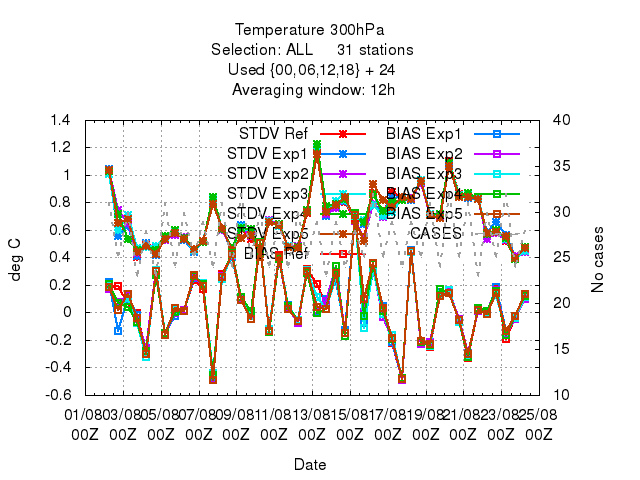 Temperature 300hPa
Selection: ALL 31 stations
Used {00,06,12,18} + 24
Averaging window: 12h
1.4
1.2
1
0.8
0.6
0.4
0.2
0
-0.2
-0.4
-0.6
deg C
40
35
30
25
20
15
10
No cases
STDV Ref
STDV Exp1
STDV Exp2
STDV Exp3
STDV Exp4
STDV Exp5
BIAS Ref
BIAS Exp1
BIAS Exp2
BIAS Exp3
BIAS Exp4
BIAS Exp5
CASES
01/08 03/08 05/08 07/08 09/08 11/08 13/08 15/08 17/08 19/08 21/08 23/08 25/08
00Z 00Z 00Z 00Z 00Z 00Z 00Z 00Z 00Z 00Z 00Z 00Z 00Z
Date